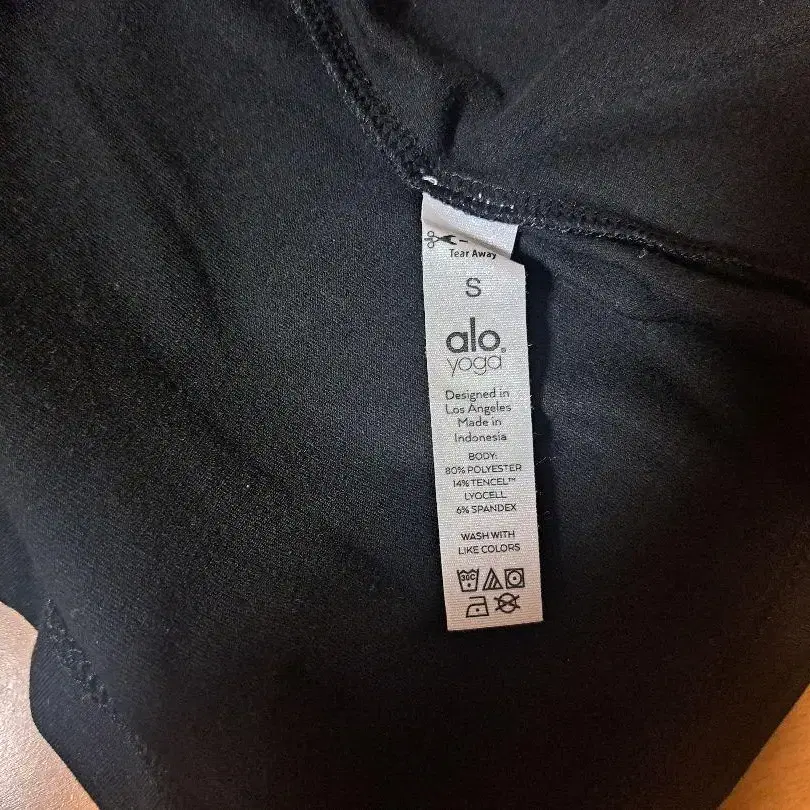 Tear Away
S
alo.
yoga
Designed in
Los Angeles
Made in
Indonesia
BODY:
80% POLYESTER
14% TENCEL™
LYOCELL
6% SPANDEX
WASH WITH
LIKE COLORS
30C